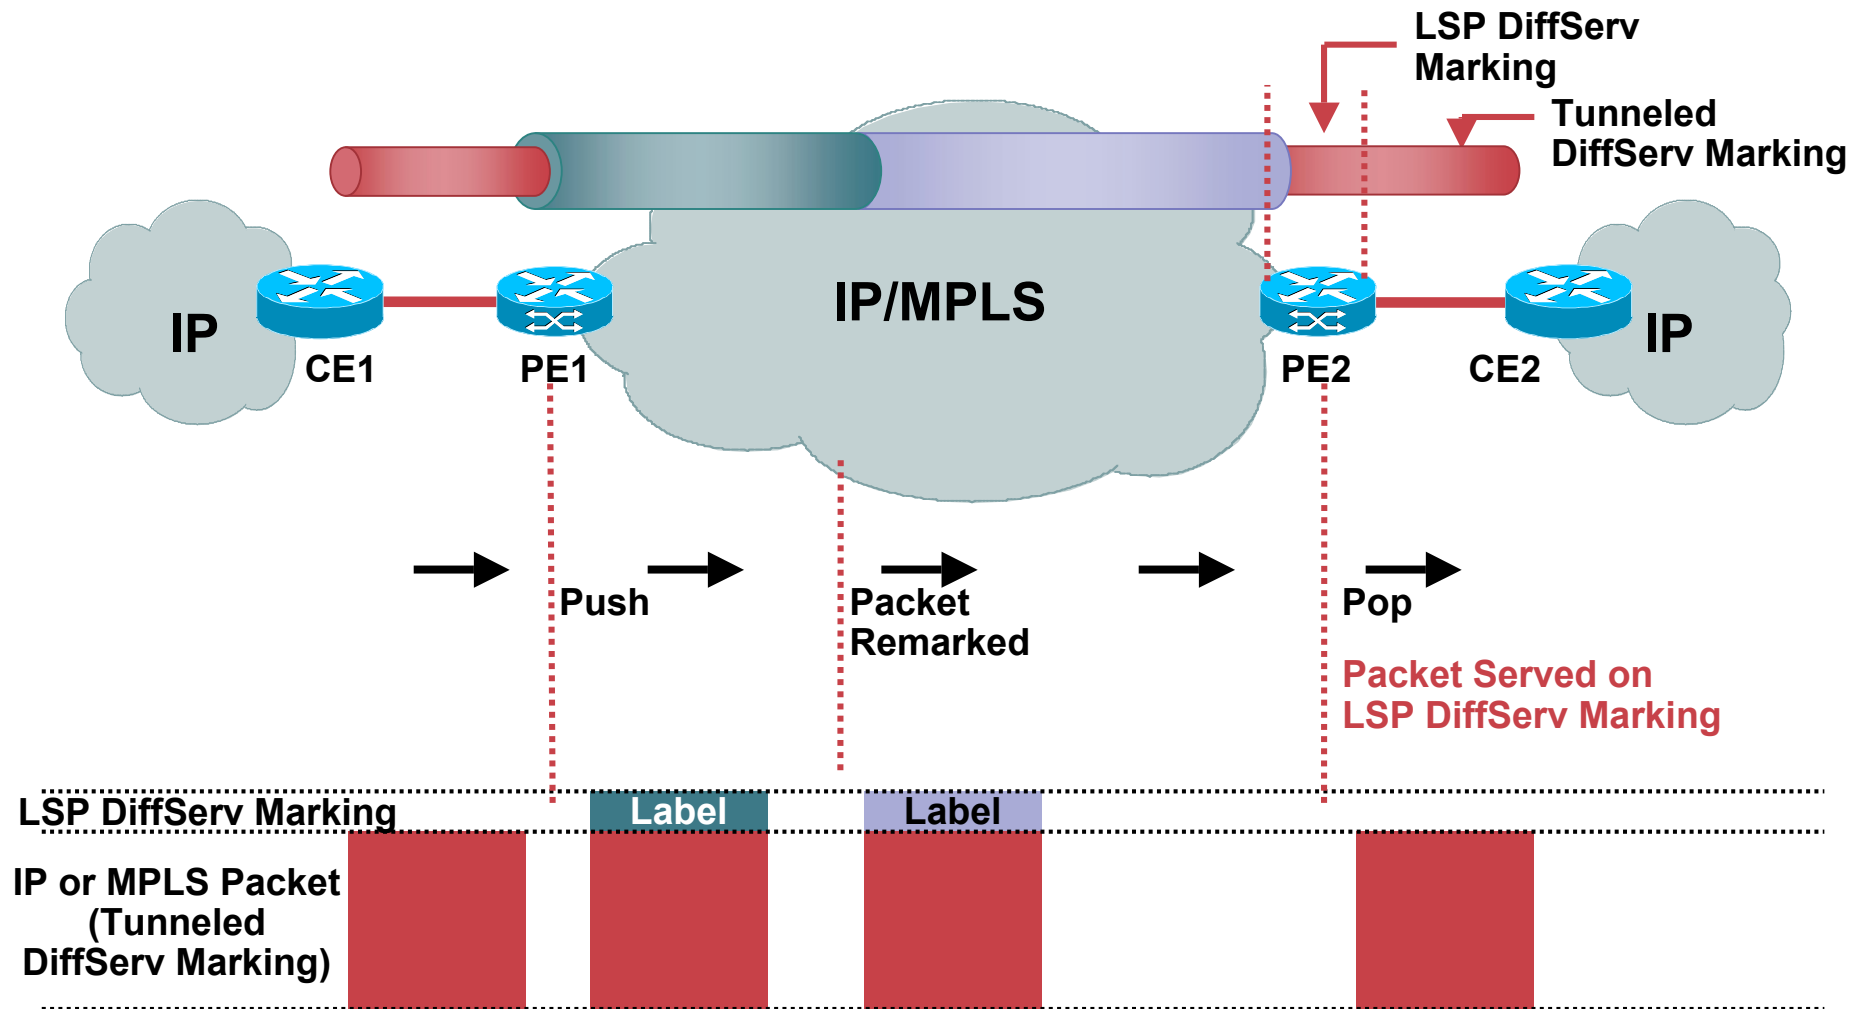 LSP DiffServ
Marking
Tunneled
DiffServ Marking
IP
CE1
PE1
IP/MPLS
PE2
CE2
IP
Push
Packet
Remarked
Pop
Packet Served on
LSP DiffServ Marking
LSP DiffServ Marking
Label
Label
IP or MPLS Packet
(Tunneled
DiffServ Marking)